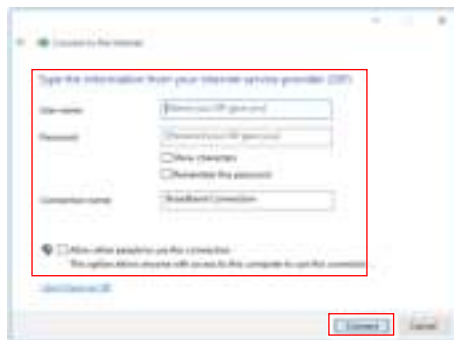 Connect to the Internet
Type the information from your Internet service provider (ISP)
User name:
[Name your ISP gave you]
Password:
[Password your ISP gave you]
Show characters
Remember this password
Connection name:
Broadband Connection
Allow other people to use this connection
This option allows anyone with access to this computer to use this connection.
Connect
Cancel